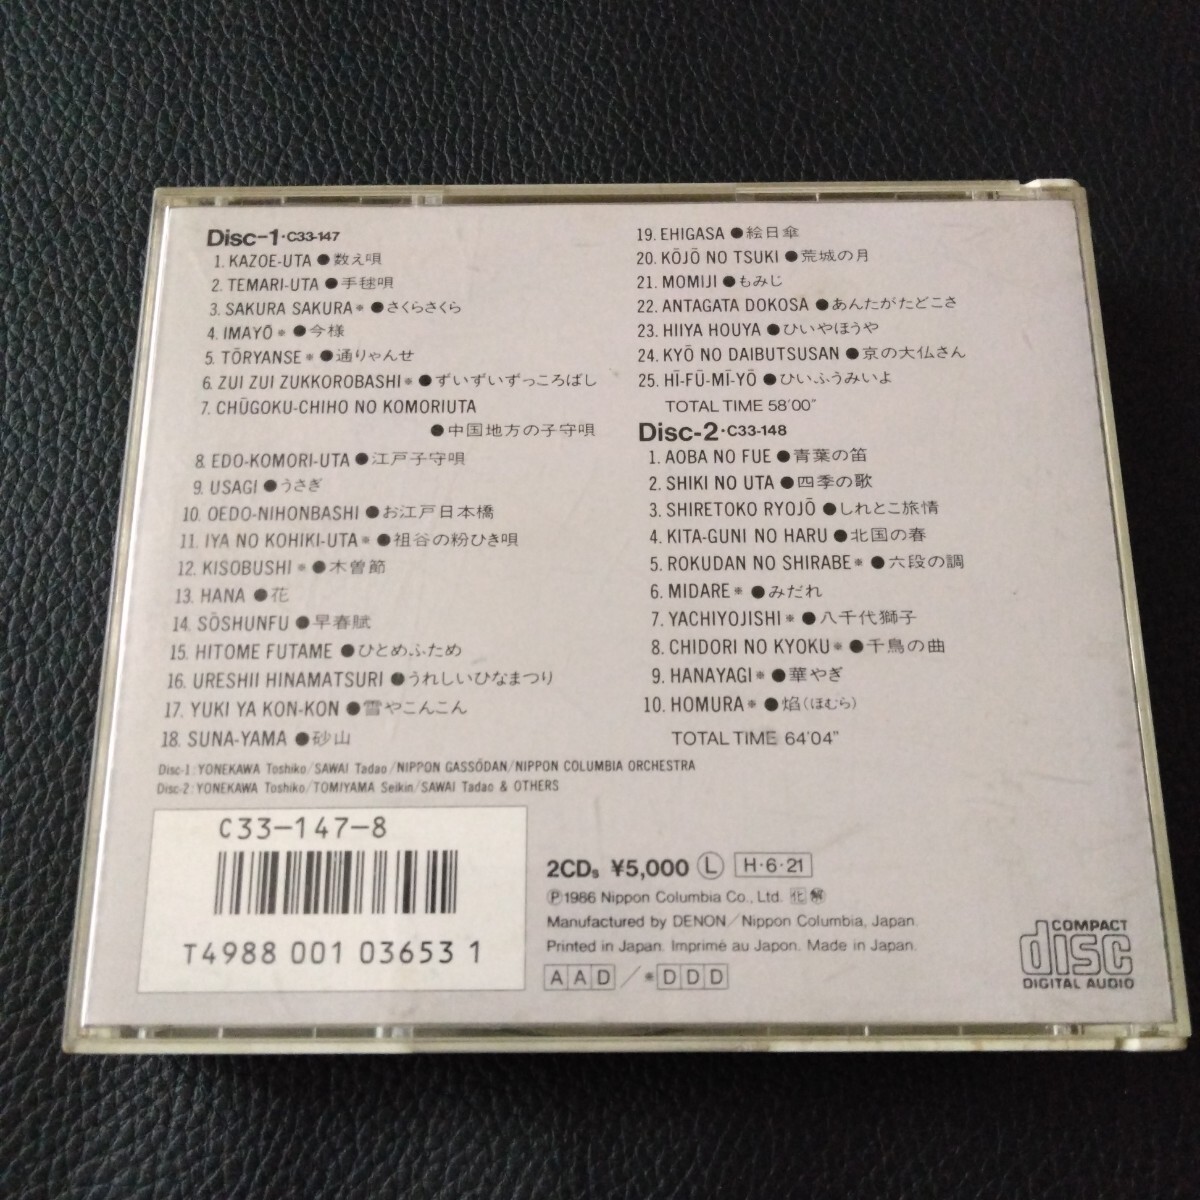 Disc-1・C33-147
1. KAZOE-UTA ●数え唄
2. TEMARI-UTA ●手毬唄
3. SAKURA SAKURA※ ●さくらさくら
4. IMAYŌ※ ●今様
5. TŌRYANSE※ ●通りゃんせ
6. ZUI ZUI ZUKKOROBASHI※ ●ずいずいずっころばし
7. CHŪGOKU-CHIHO NO KOMORIUTA
●中国地方の子守唄
8. EDO-KOMORI-UTA ●江戸子守唄
9. USAGI ●うさぎ
10. OEDO-NIHONBASHI ●お江戸日本橋
11. IYA NO KOHIKI-UTA※ ●祖谷の粉ひき唄
12. KISOBUSHI※ ●木曽節
13. HANA ●花
14. SŌSHUNFU ●早春賦
15. HITOME FUTAME ●ひとめふため
16. URESHII HINAMATSURI ●うれしいひなまつり
17. YUKI YA KON-KON ●雪やこんこん
18. SUNA-YAMA ●砂山
19. EHIGASA ●絵日傘
20. KŌJŌ NO TSUKI ●荒城の月
21. MOMIJI ●もみじ
22. ANTAGATA DOKOSA ●あんたがたどこさ
23. HIIYA HOUYA ●ひいやほうや
24. KYŌ NO DAIBUTSUSAN ●京の大仏さん
25. HĪ-FŪ-MĪ-YŌ ●ひいふうみいよ
TOTAL TIME 58'00"
Disc-2・C33-148
1. AOBA NO FUE ●青葉の笛
2. SHIKI NO UTA ●四季の歌
3. SHIRETOKO RYOJŌ ●しれとこ旅情
4. KITA-GUNI NO HARU ●北国の春
5. ROKUDAN NO SHIRABE※ ●六段の調
6. MIDARE※ ●みだれ
7. YACHIYOJISHI※ ●八千代獅子
8. CHIDORI NO KYOKU※ ●千鳥の曲
9. HANAYAGI※ ●華やぎ
10. HOMURA※ ●焰(ほむら)
TOTAL TIME 64'04"
Disc-1: YONEKAWA Toshiko/SAWAI Tadao/NIPPON GASSŌDAN/NIPPON COLUMBIA ORCHESTRA
Disc-2: YONEKAWA Toshiko/TOMIYAMA Seikin/SAWAI Tadao & OTHERS
C33-147-8
T4988 001 03653 1
2CDs ¥5,000 Ⓛ H・6・21
Ⓟ1986 Nippon Columbia Co., Ltd. 化 解
Manufactured by DENON/Nippon Columbia, Japan.
Printed in Japan. Imprimé au Japon. Made in Japan.
AAD/※DDD
COMPACT
disc
DIGITAL AUDIO